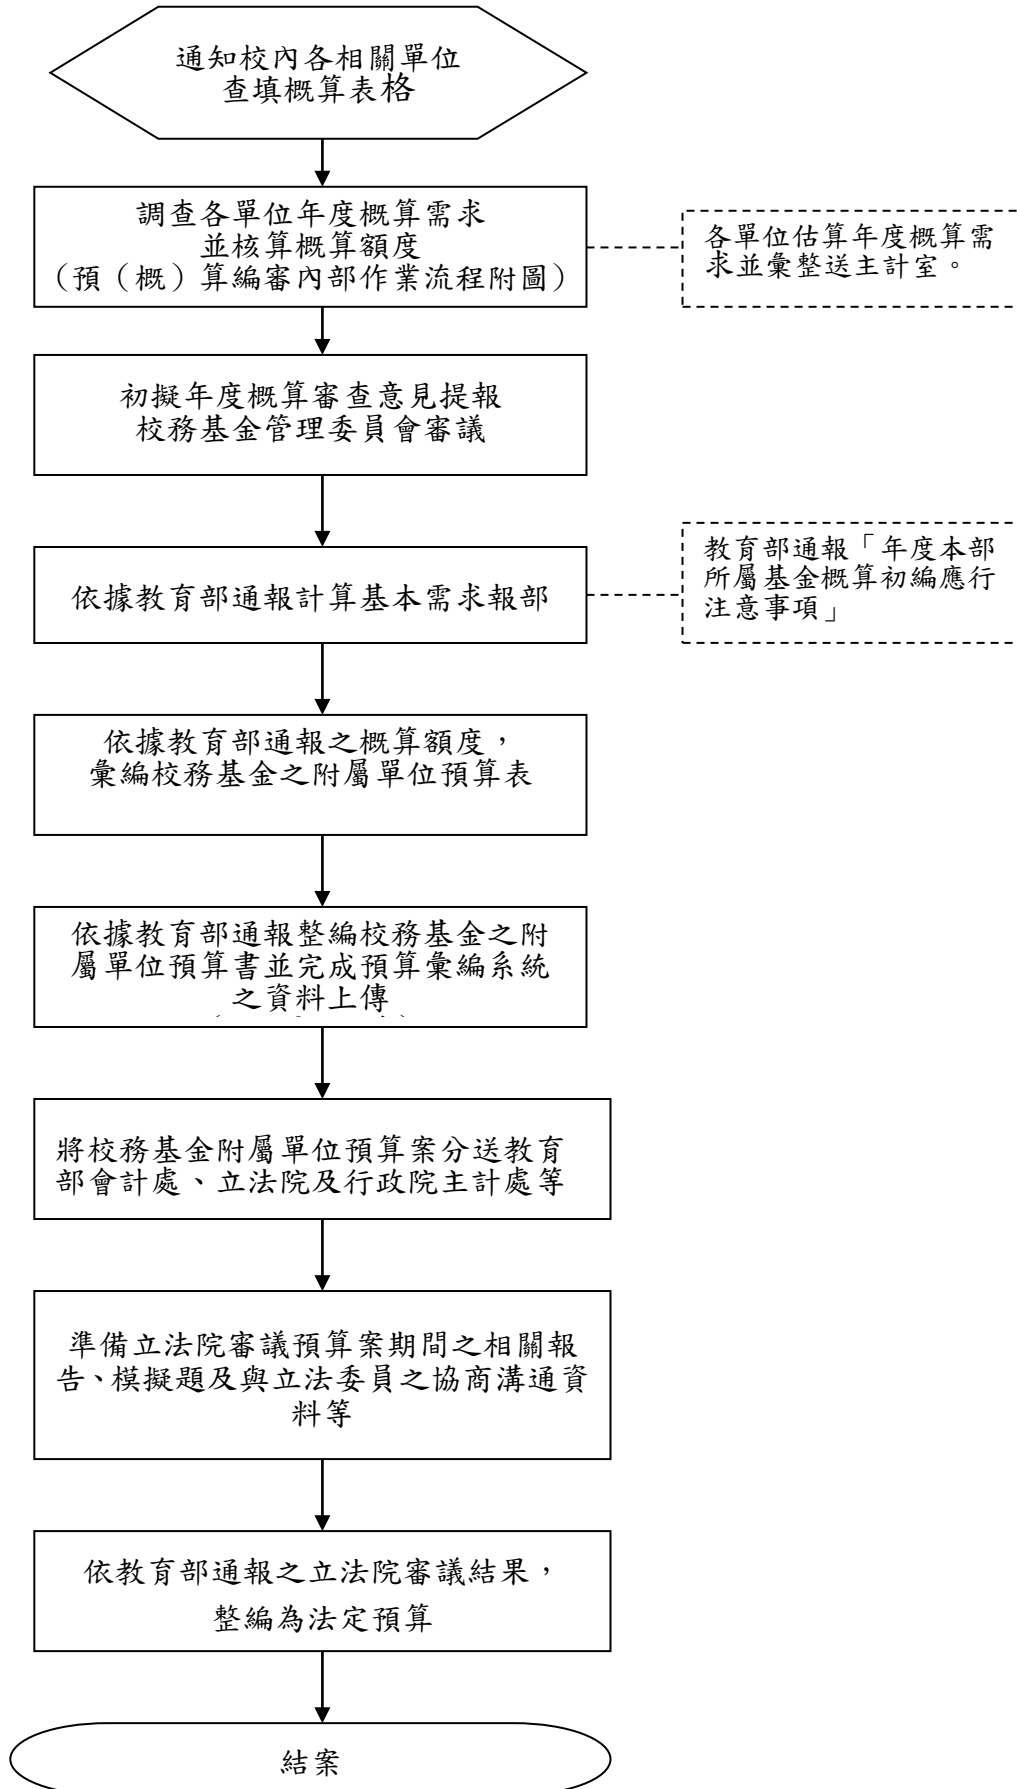 通知校內各相關單位
查填概算表格
調查各單位年度概算需求
並核算概算額度
(預（概）算編審內部作業流程附圖)
各單位估算年度概算需
求並彙整送主計室。
初擬年度概算審查意見提報
校務基金管理委員會審議
依據教育部通報計算基本需求報部
教育部通報「年度本部
所屬基金概算初編應行
注意事項」
依據教育部通報之概算額度，
彙編校務基金之附屬單位預算表
依據教育部通報整編校務基金之附
屬單位預算書並完成預算彙編系統
之資料上傳
將校務基金附屬單位預算案分送教育
部會計處、立法院及行政院主計處等
準備立法院審議預算案期間之相關報
告、模擬題及與立法委員之協商溝通資
料等
依教育部通報之立法院審議結果，
整編為法定預算
結案